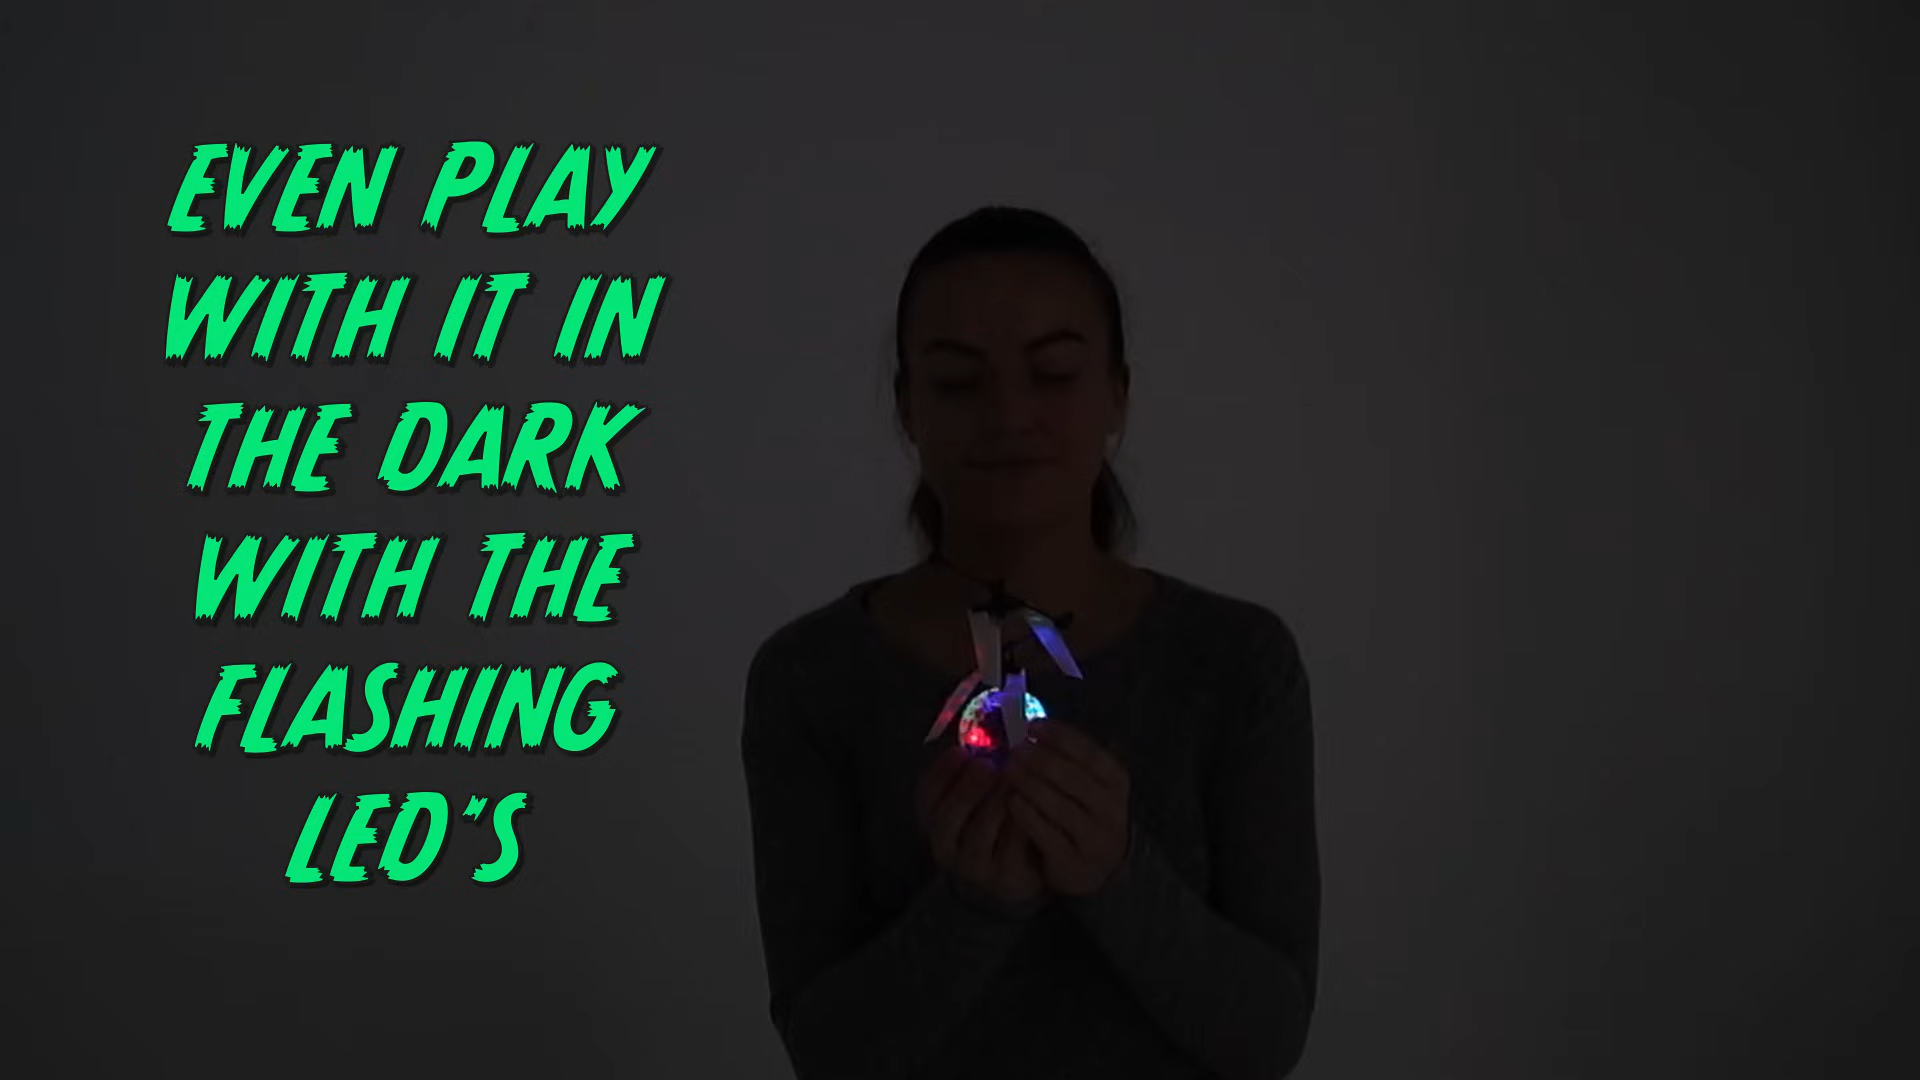 EVEN PLAY
WITH IT IN
THE DARK
WITH THE
FLASHING
LED"S